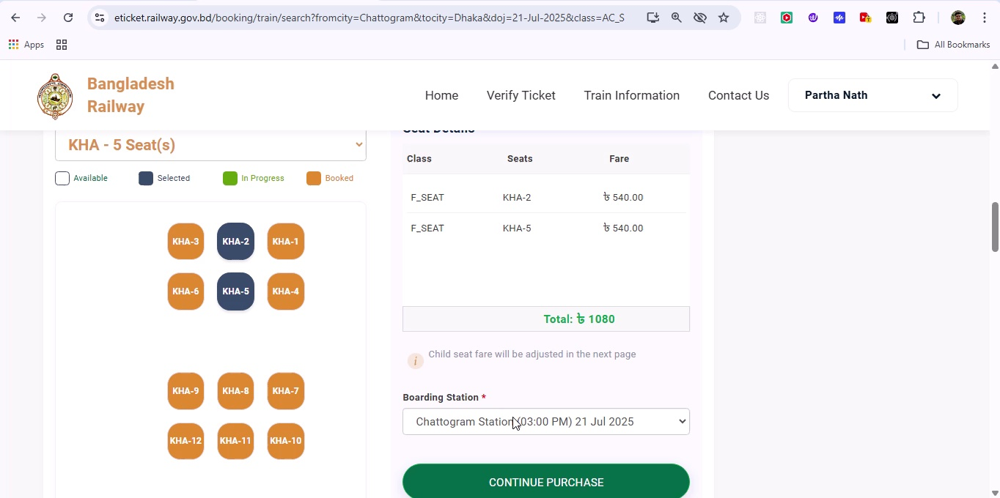 eticket.railway.gov.bd/booking/train/search?fromcity=Chattogram&tocity=Dhaka&doj=21-Jul-2025&class=AC_S
Apps
All Bookmarks
Bangladesh
Railway
Home
Verify Ticket
Train Information
Contact Us
Partha Nath
KHA - 5 Seat(s)
Available
Selected
In Progress
Booked
KHA-3
KHA-2
KHA-1
KHA-6
KHA-5
KHA-4
KHA-9
KHA-8
KHA-7
KHA-12
KHA-11
KHA-10
Seat Details
Class Seats Fare
F_SEAT KHA-2 ৳ 540.00
F_SEAT KHA-5 ৳ 540.00
Total: ৳ 1080
i Child seat fare will be adjusted in the next page
Boarding Station *
Chattogram Station (03:00 PM) 21 Jul 2025
CONTINUE PURCHASE